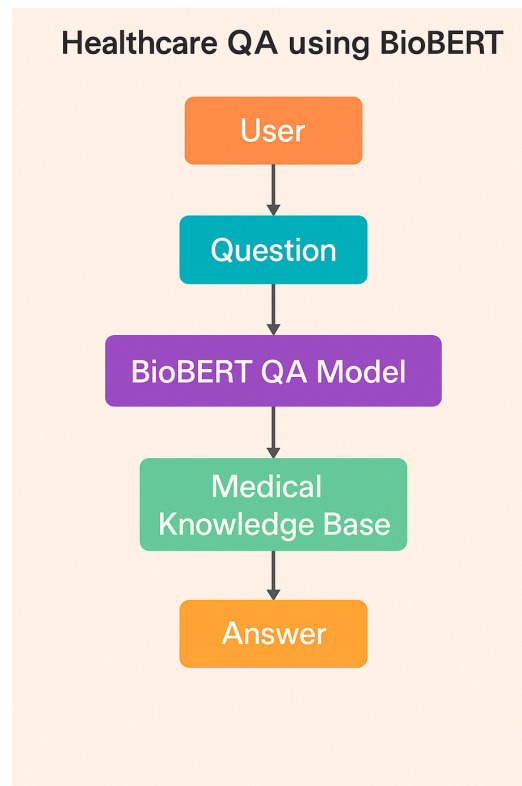 Healthcare QA using BioBERT
User
Question
BioBERT QA Model
Medical
Knowledge Base
Answer